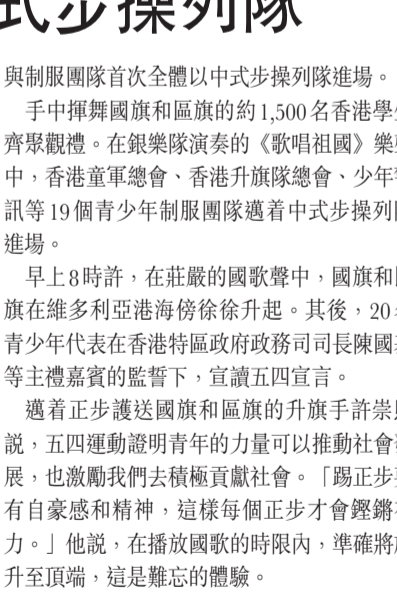 式步操列隊
與制服團隊首次全體以中式步操列隊進場。
手中揮舞國旗和區旗的約1,500名香港學
齊聚觀禮。在銀樂隊演奏的《歌唱祖國》樂
中，香港童軍總會、香港升旗隊總會、少年
訊等19個青少年制服團隊邁着中式步操列
進場。
早上8時許，在莊嚴的國歌聲中，國旗和
旗在維多利亞港海傍徐徐升起。其後，20
青少年代表在香港特區政府政務司司長陳國
等主禮嘉賓的監誓下，宣讀五四宣言。
邁着正步護送國旗和區旗的升旗手許崇
説，五四運動證明青年的力量可以推動社會
展，也激勵我們去積極貢獻社會。「踢正步
有自豪感和精神，這樣每個正步才會鏗鏘
力。」他説，在播放國歌的時限內，準確將
升至頂端，這是難忘的體驗。